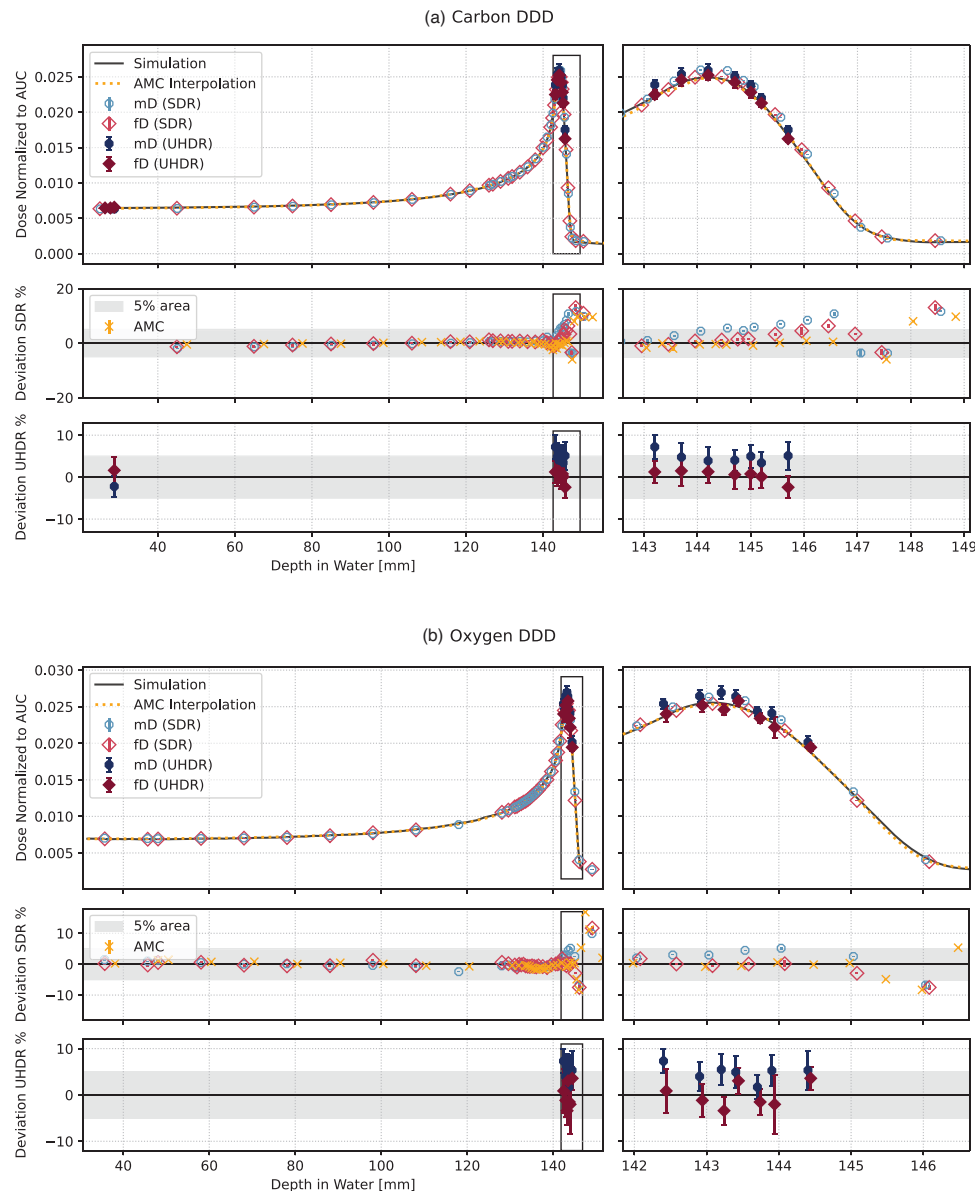 (a) Carbon DDD
Dose Normalized to AUC
0.025
0.020
0.015
0.010
0.005
0.000
Simulation
AMC Interpolation
mD (SDR)
fD (SDR)
mD (UHDR)
fD (UHDR)
Deviation SDR %
20
0
−20
5% area
AMC
Deviation UHDR %
10
0
−10
40 60 80 100 120 140
Depth in Water [mm]
143 144 145 146 147 148 149
(b) Oxygen DDD
Dose Normalized to AUC
0.030
0.025
0.020
0.015
0.010
0.005
Simulation
AMC Interpolation
mD (SDR)
fD (SDR)
mD (UHDR)
fD (UHDR)
Deviation SDR %
10
0
−10
5% area
AMC
Deviation UHDR %
10
0
−10
40 60 80 100 120 140
Depth in Water [mm]
142 143 144 145 146